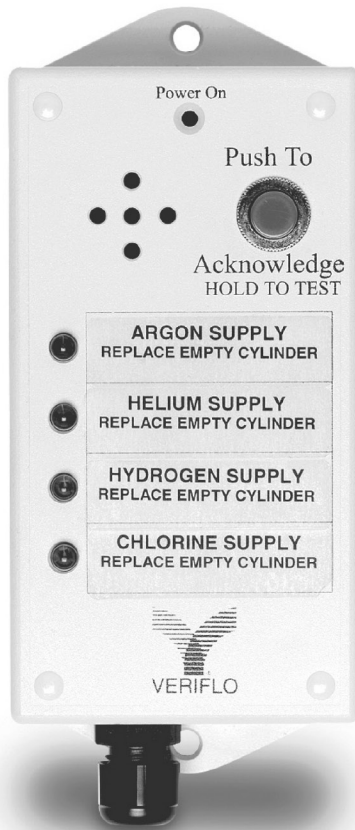 Power On
Push To
Acknowledge
HOLD TO TEST
ARGON SUPPLY
REPLACE EMPTY CYLINDER
HELIUM SUPPLY
REPLACE EMPTY CYLINDER
HYDROGEN SUPPLY
REPLACE EMPTY CYLINDER
CHLORINE SUPPLY
REPLACE EMPTY CYLINDER
VERIFLO